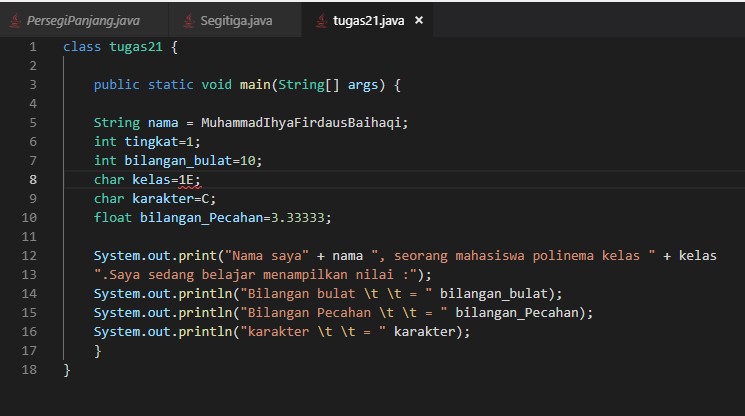 PersegiPanjang.java Segitiga.java tugas21.java ×
1 class tugas21 {
2
3 public static void main(String[] args) {
4
5 String nama = MuhammadIhyaFirdausBaihaqi;
6 int tingkat=1;
7 int bilangan_bulat=10;
8 char kelas=1E;
9 char karakter=C;
10 float bilangan_Pecahan=3.33333;
11
12 System.out.print("Nama saya" + nama ", seorang mahasiswa polinema kelas " + kelas
13 ".Saya sedang belajar menampilkan nilai :");
14 System.out.println("Bilangan bulat \t \t = " bilangan_bulat);
15 System.out.println("Bilangan Pecahan \t \t = " bilangan_Pecahan);
16 System.out.println("karakter \t \t = " karakter);
17 }
18 }